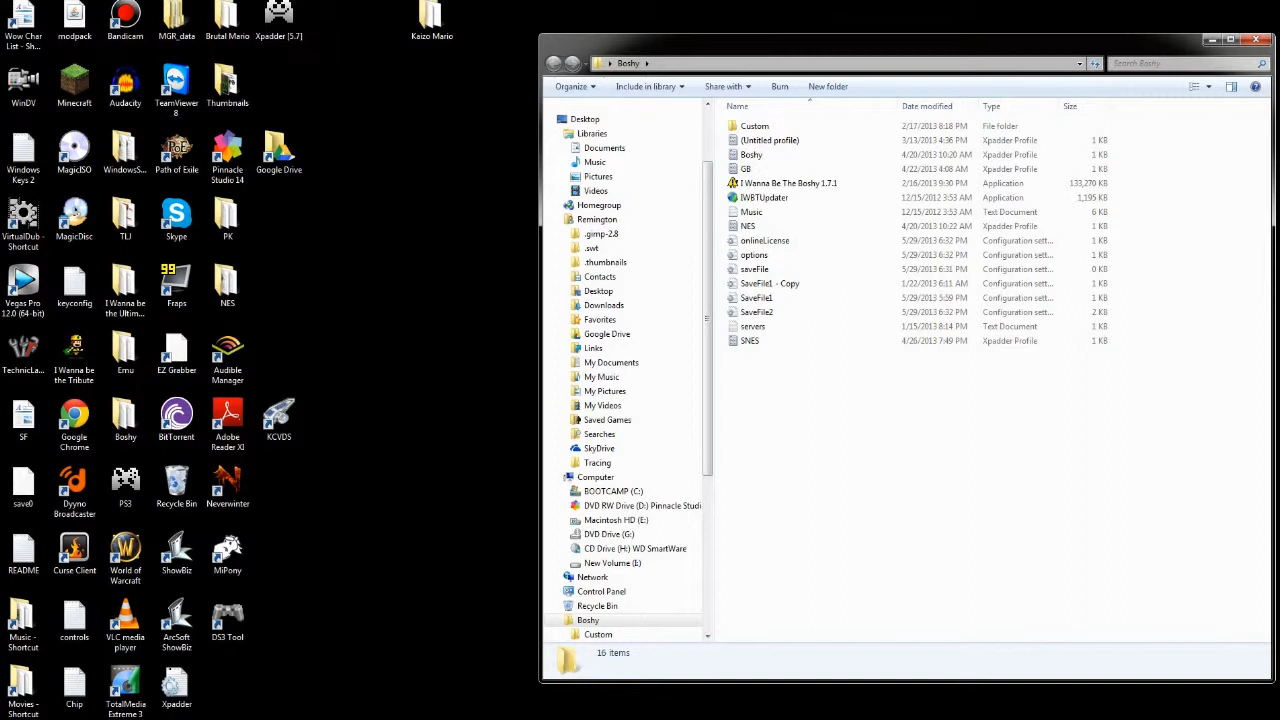 Wow Char List - Sh...
modpack
Bandicam
MGR_data
Brutal Mario
Xpadder [5.7]
Kaizo Mario
WinDV
Minecraft
Audacity
TeamViewer 8
Thumbnails
Windows Keys 2
MagicISO
WindowsS...
Path of Exile
Pinnacle Studio 14
Google Drive
VirtualDub - Shortcut
MagicDisc
TLJ
Skype
PK
Vegas Pro 12.0 (64-bit)
keyconfig
I Wanna be the Ultim...
99
Fraps
NES
TechnicLa...
I Wanna be the Tribute
Emu
EZ Grabber
Audible Manager
SF
Google Chrome
Boshy
BitTorrent
Adobe Reader XI
KCVDS
save0
Dyyno Broadcaster
PS3
Recycle Bin
Neverwinter
README
Curse Client
World of Warcraft
ShowBiz
MiPony
Music - Shortcut
controls
VLC media player
ArcSoft ShowBiz
DS3 Tool
Movies - Shortcut
Chip
TotalMedia Extreme 3
Xpadder
Boshy
Search Boshy
Organize
Include in library
Share with
Burn
New folder
Desktop
Libraries
Documents
Music
Pictures
Videos
Homegroup
Remington
.gimp-2.8
.swt
.thumbnails
Contacts
Desktop
Downloads
Favorites
Google Drive
Links
My Documents
My Music
My Pictures
My Videos
Saved Games
Searches
SkyDrive
Tracing
Computer
BOOTCAMP (C:)
DVD RW Drive (D:) Pinnacle Studi
Macintosh HD (E:)
DVD Drive (G:)
CD Drive (H:) WD SmartWare
New Volume (I:)
Network
Control Panel
Recycle Bin
Boshy
Custom
Name Date modified Type Size
Custom 2/17/2013 8:18 PM File folder
(Untitled profile) 3/13/2013 4:36 PM Xpadder Profile 1 KB
Boshy 4/20/2013 10:20 AM Xpadder Profile 1 KB
GB 4/22/2013 4:08 AM Xpadder Profile 1 KB
I Wanna Be The Boshy 1.7.1 2/16/2013 9:30 PM Application 133,270 KB
IWBTUpdater 12/15/2012 3:53 AM Application 1,195 KB
Music 12/15/2012 3:53 AM Text Document 6 KB
NES 4/20/2013 10:22 AM Xpadder Profile 1 KB
onlineLicense 5/29/2013 6:32 PM Configuration sett... 1 KB
options 5/29/2013 6:32 PM Configuration sett... 1 KB
saveFile 5/29/2013 6:31 PM Configuration sett... 0 KB
SaveFile1 - Copy 1/22/2013 6:11 AM Configuration sett... 1 KB
SaveFile1 5/29/2013 5:59 PM Configuration sett... 1 KB
SaveFile2 5/29/2013 6:32 PM Configuration sett... 2 KB
servers 1/15/2013 8:14 PM Text Document 1 KB
SNES 4/26/2013 7:49 PM Xpadder Profile 1 KB
16 items